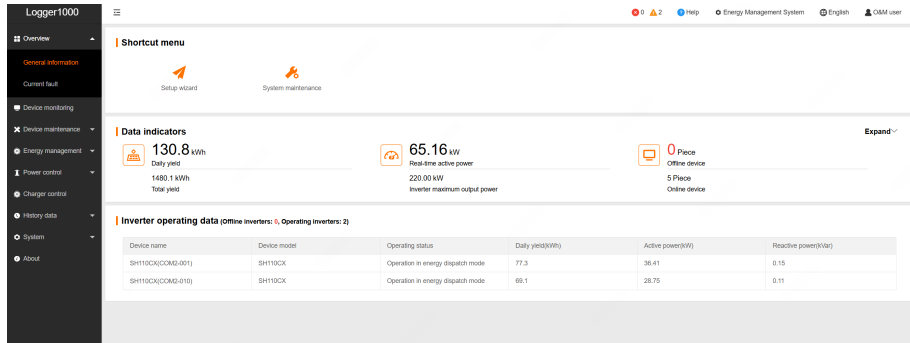 Logger1000
0 2 Help Energy Management System English O&M user
Overview
General information
Current fault
Device monitoring
Device maintenance
Energy management
Power control
Charger control
History data
System
About
Shortcut menu
Setup wizard System maintenance
Data indicators Expand
130.8 kWh 65.16 kW 0 Piece
Daily yield Real-time active power Offline device
1480.1 kWh 220.00 kW 5 Piece
Total yield Inverter maximum output power Online device
Inverter operating data (Offline inverters: 0, Operating inverters: 2)
Device name Device model Operating status Daily yield(kWh) Active power(kW) Reactive power(kVar)
SH110CX(COM2-001) SH110CX Operation in energy dispatch mode 77.3 36.41 0.15
SH110CX(COM2-010) SH110CX Operation in energy dispatch mode 69.1 28.75 0.11